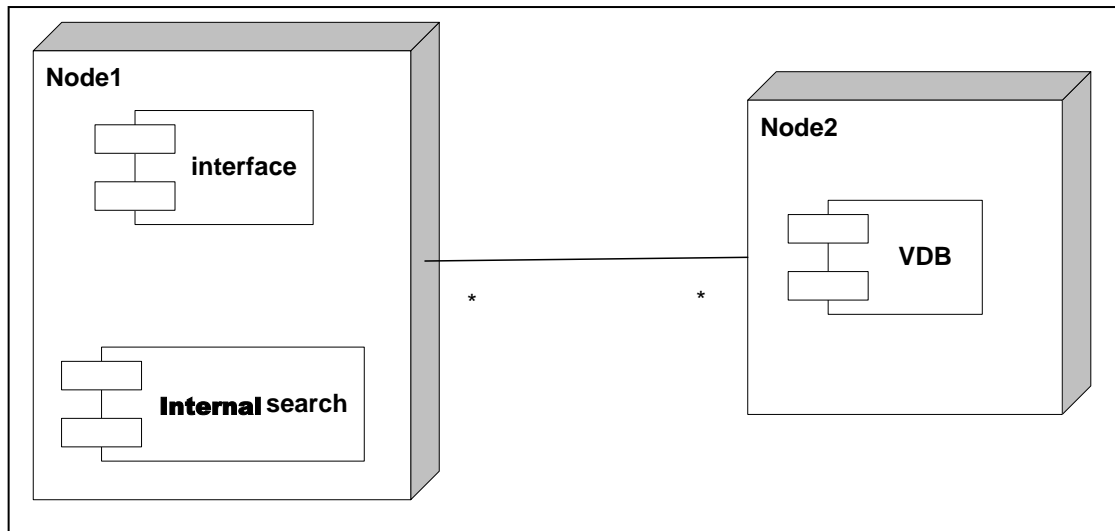 Node1
interface
Internal search
*
*
Node2
VDB